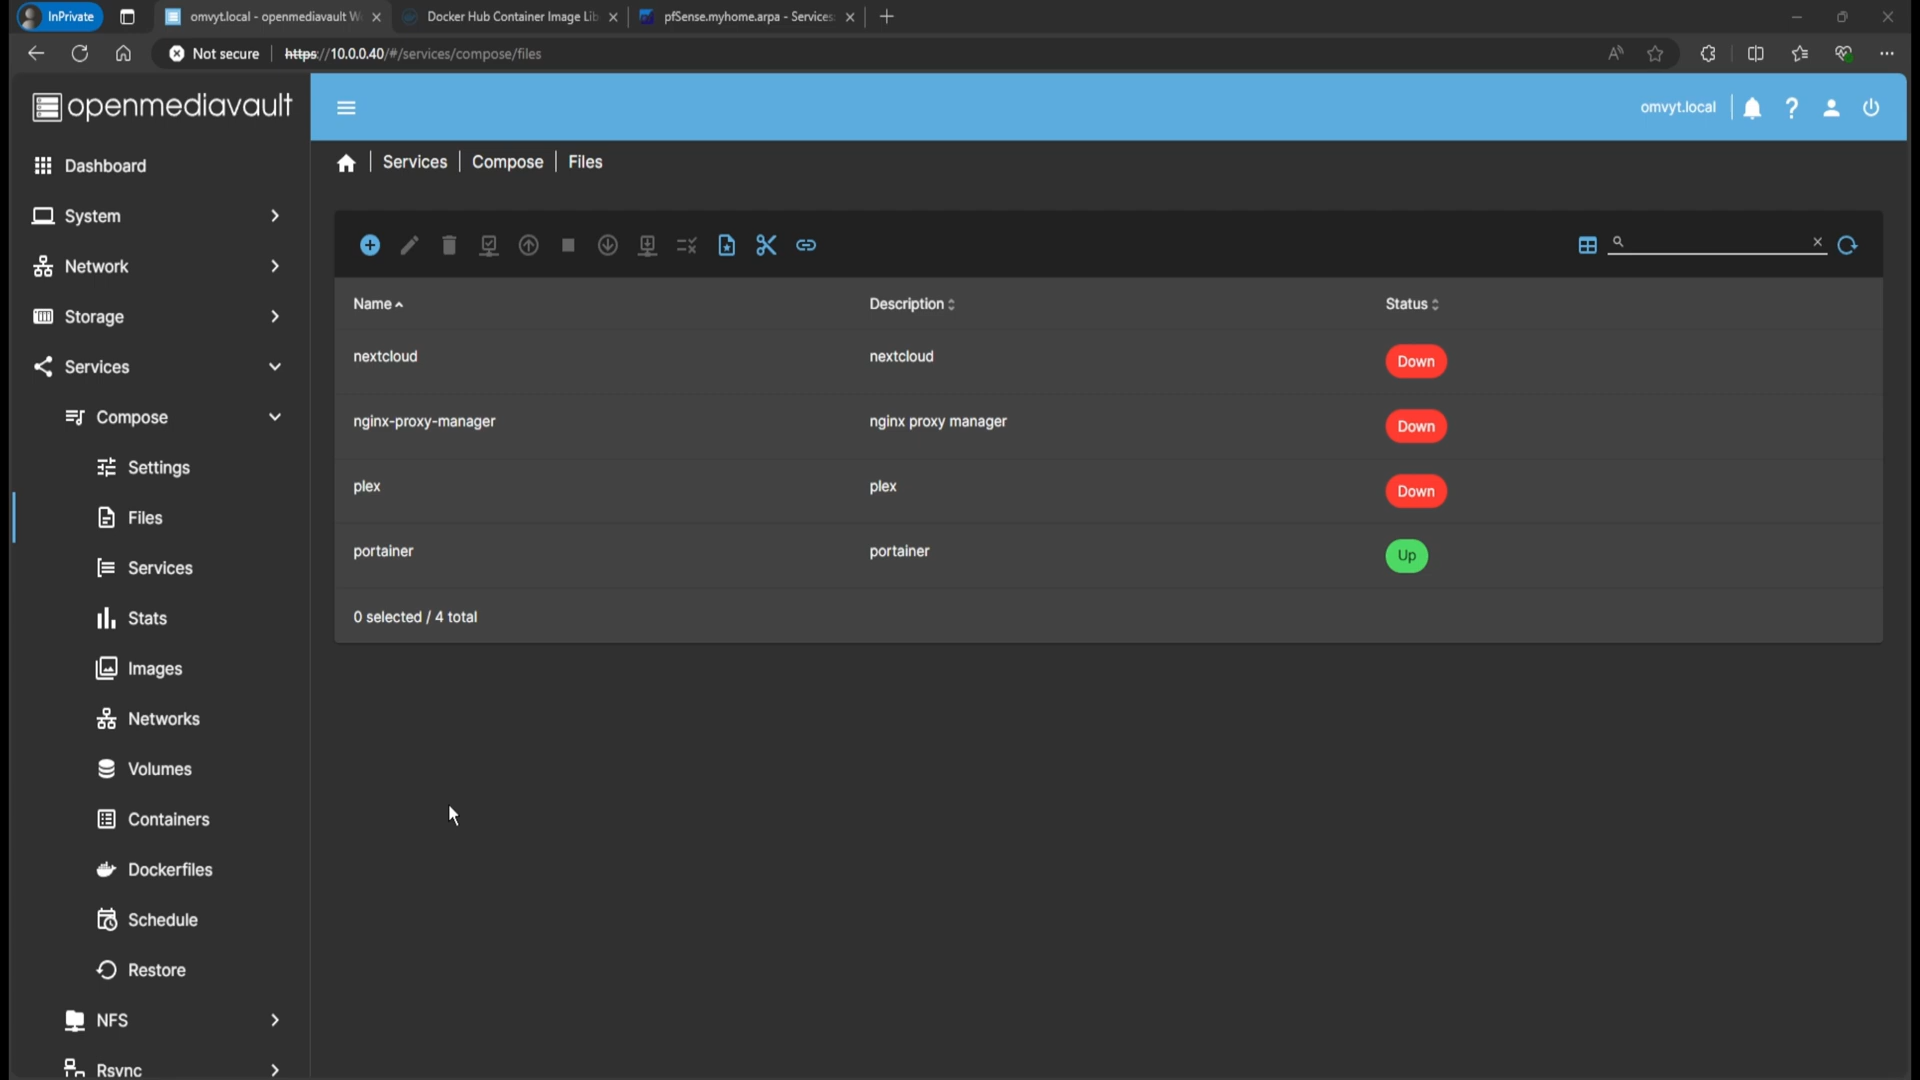 InPrivate
omvyt.local - openmediavault W
Docker Hub Container Image Lib
pfSense.myhome.arpa - Services:
Not secure
https://10.0.0.40/#/services/compose/files
openmediavault
omvyt.local
Services | Compose | Files
Dashboard
System
Network
Storage
Services
Compose
Settings
Files
Services
Stats
Images
Networks
Volumes
Containers
Dockerfiles
Schedule
Restore
NFS
Rsync
Name Description Status
nextcloud nextcloud Down
nginx-proxy-manager nginx proxy manager Down
plex plex Down
portainer portainer Up
0 selected / 4 total